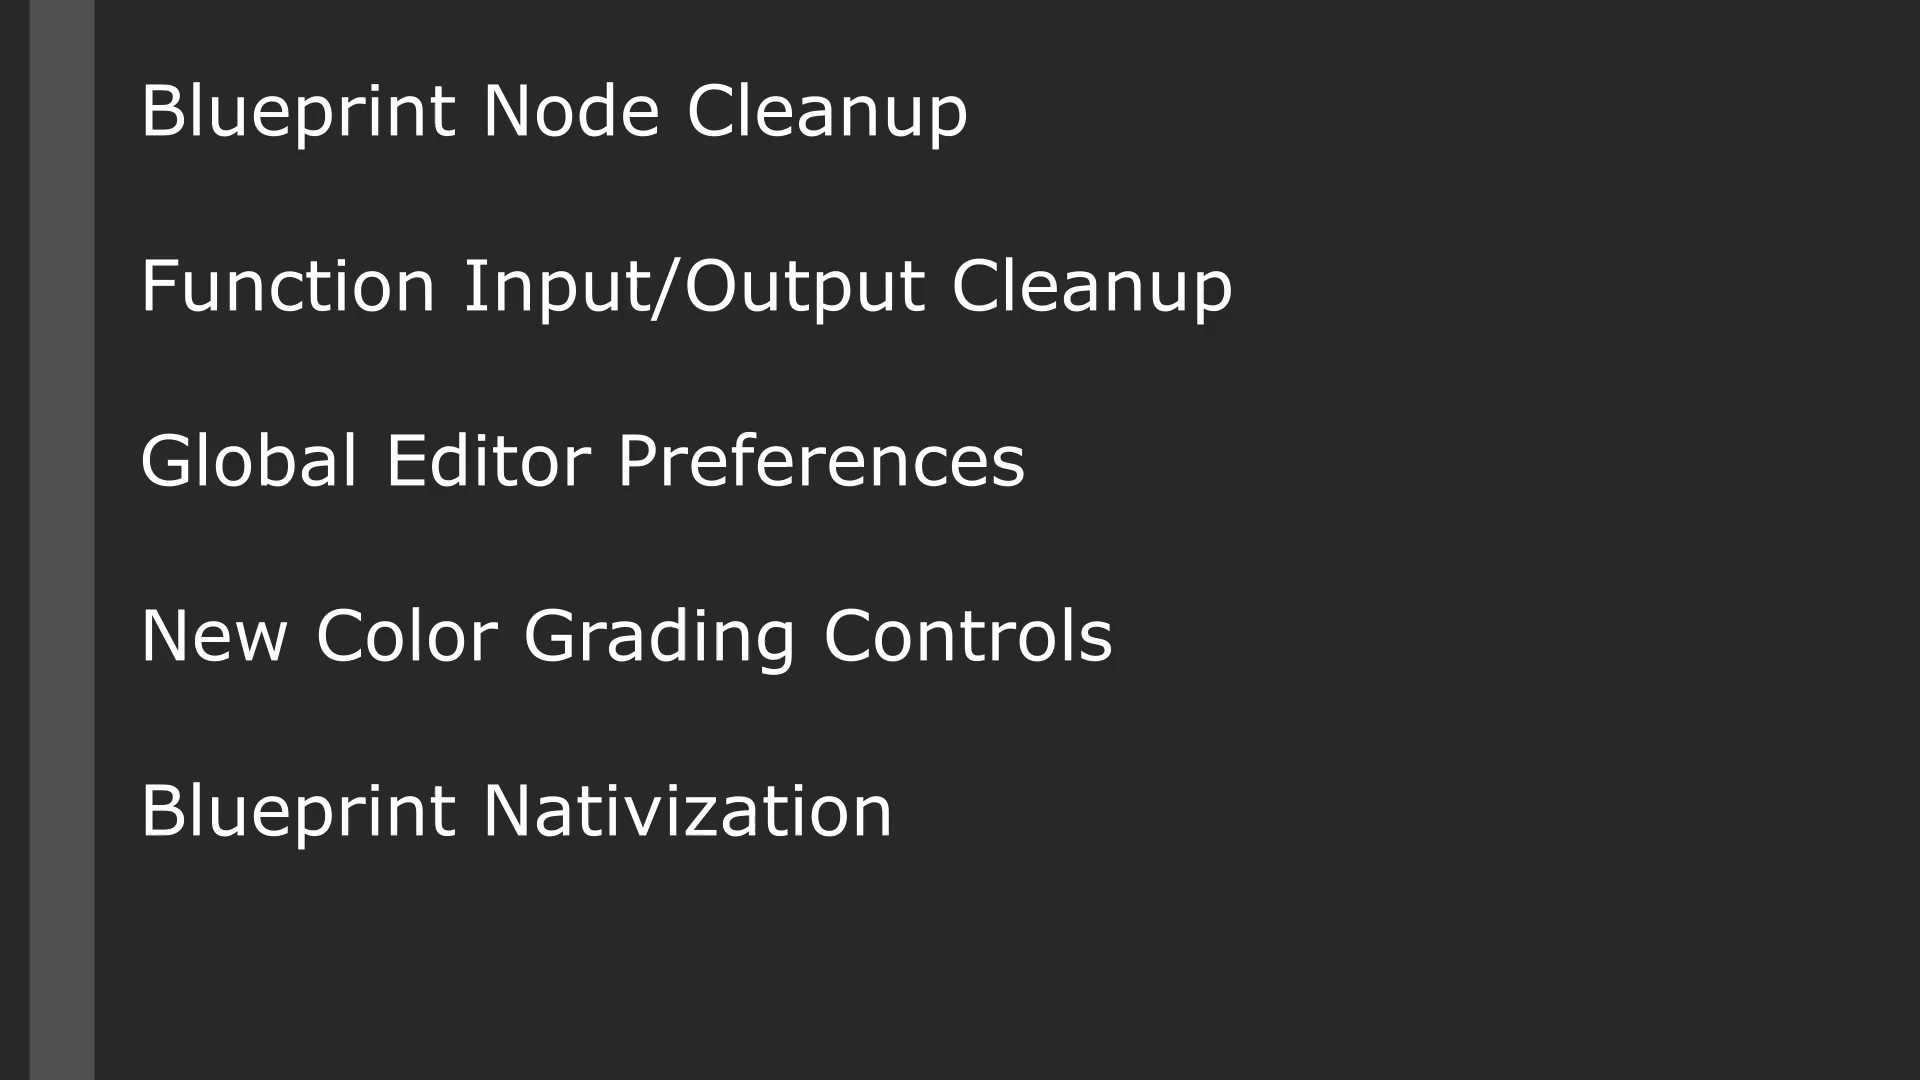 Blueprint Node Cleanup
Function Input/Output Cleanup
Global Editor Preferences
New Color Grading Controls
Blueprint Nativization